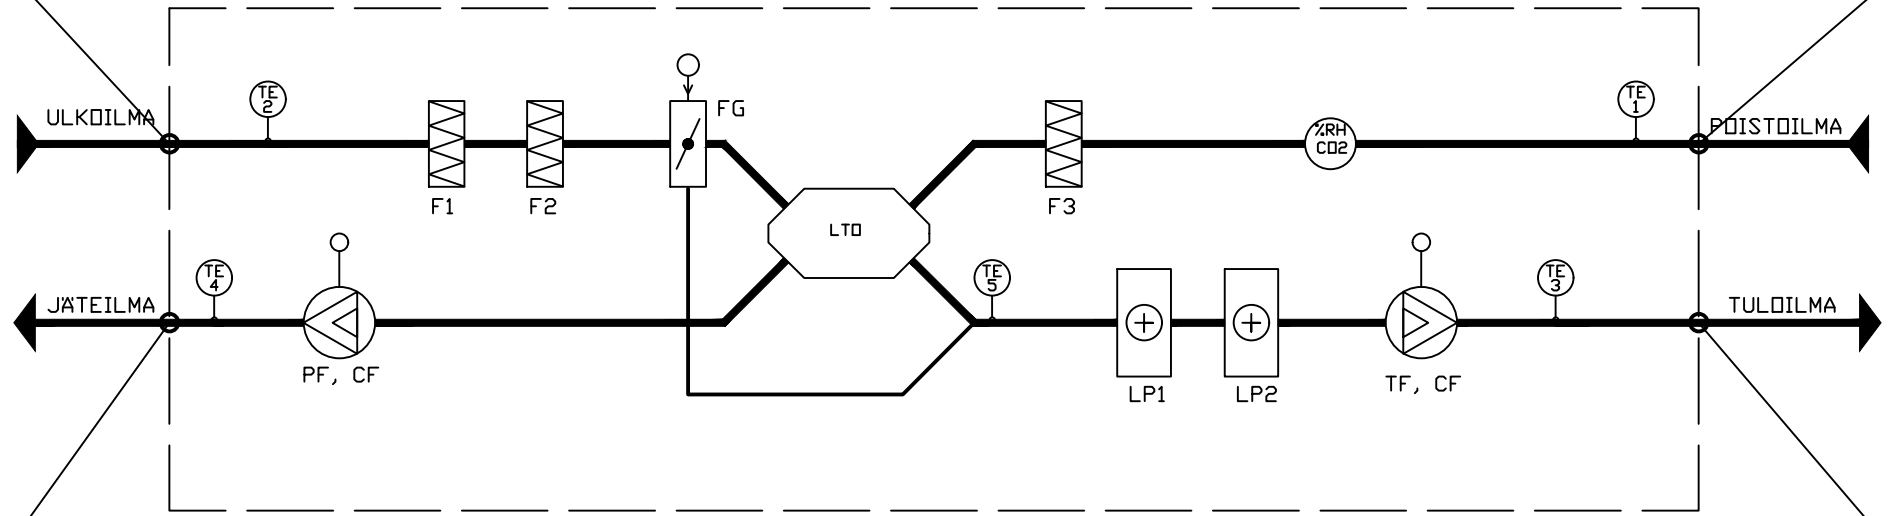 ULKOILMA
TE
2
FG
%RH
CO2
TE
1
POISTOILMA
F1
F2
F3
LTO
JÄTEILMA
TE
4
PF, CF
TE
5
LP1
LP2
TF, CF
TE
3
TULOILMA